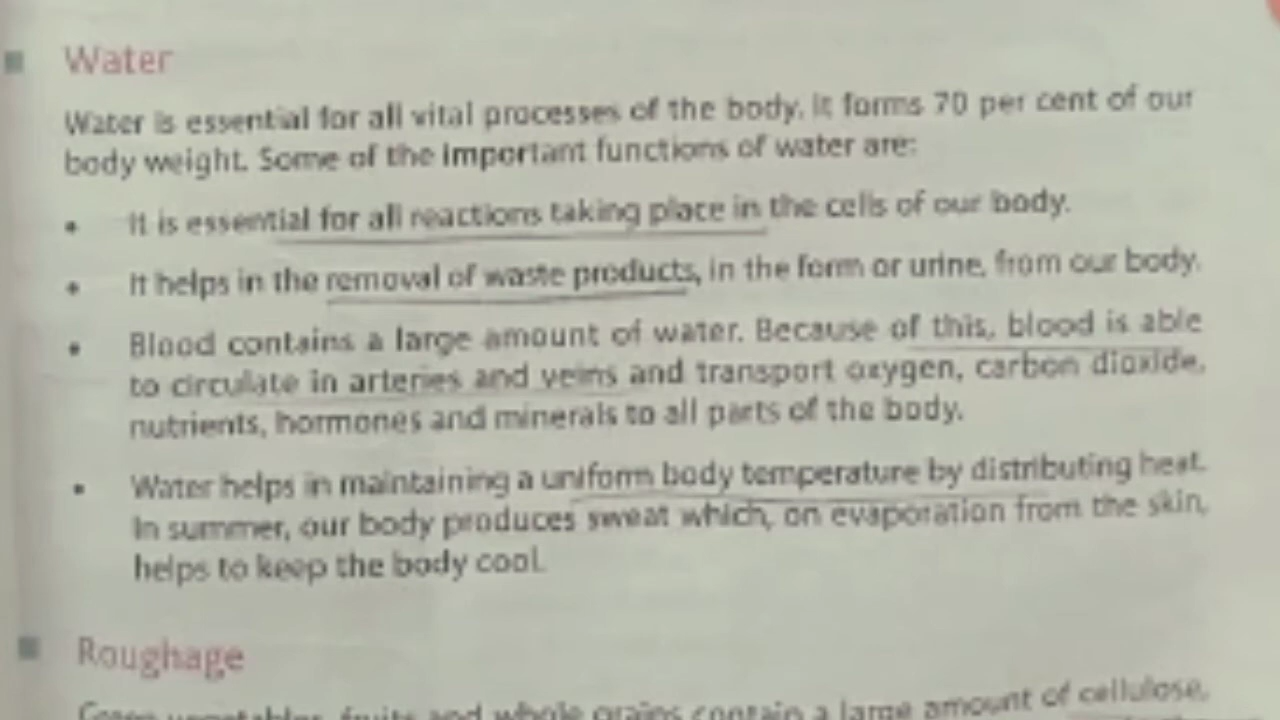 Water
Water is essential for all vital processes of the body. It forms 70 per cent of our
body weight. Some of the important functions of water are:
• It is essential for all reactions taking place in the cells of our body.
• It helps in the removal of waste products, in the form or urine, from our body.
• Blood contains a large amount of water. Because of this, blood is able
to circulate in arteries and veins and transport oxygen, carbon dioxide,
nutrients, hormones and minerals to all parts of the body.
• Water helps in maintaining a uniform body temperature by distributing heat.
In summer, our body produces sweat which, on evaporation from the skin,
helps to keep the body cool.
Roughage
Green vegetables, fruits and whole grains contain a large amount of cellulose,